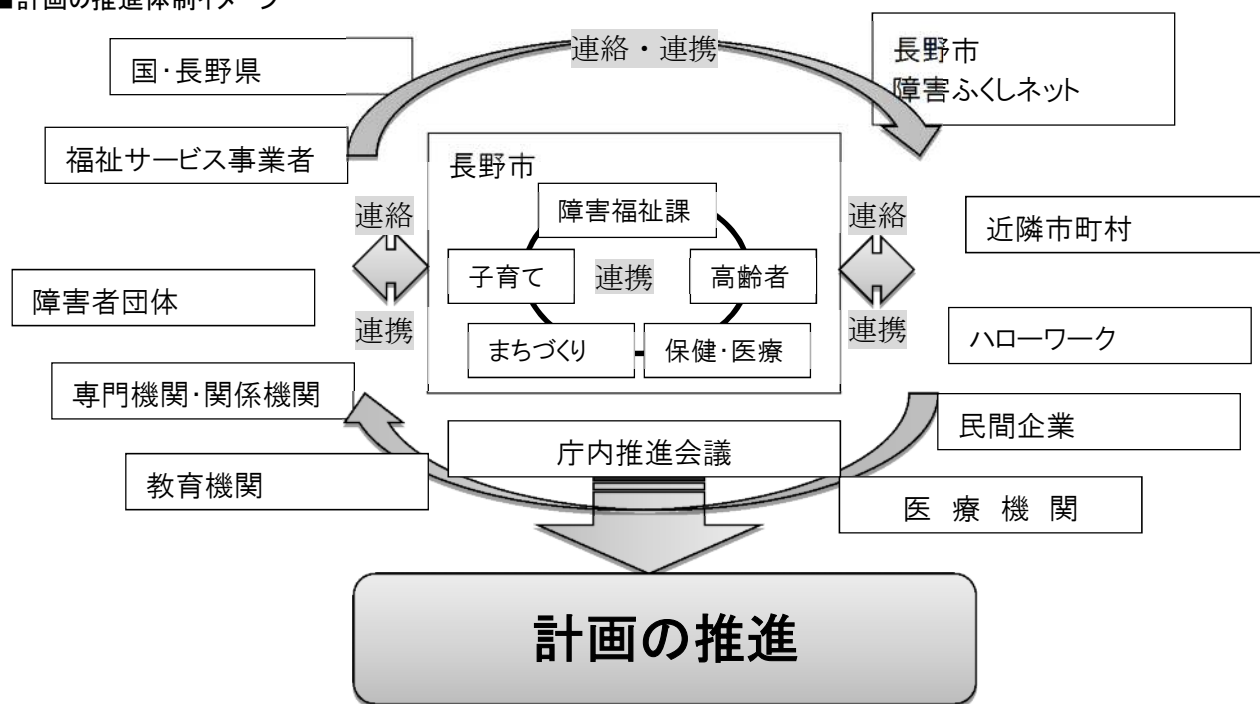 ■計画の推進体制イメージ
連絡・連携
国・長野県
長野市
障害ふくしネット
福祉サービス事業者
長野市
障害福祉課
子育て
連携
高齢者
まちづくり
保健・医療
連絡
連携
連絡
連携
近隣市町村
障害者団体
ハローワーク
専門機関・関係機関
民間企業
庁内推進会議
教育機関
医療機関
計画の推進